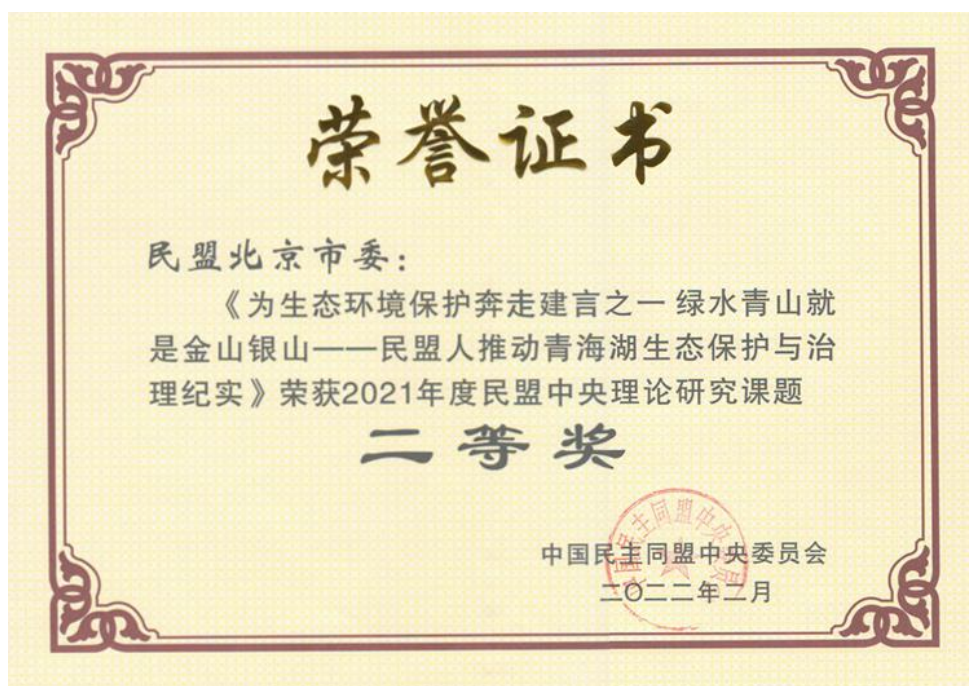 荣誉证书
民盟北京市委：
《为生态环境保护奔走建言之一 绿水青山就
是金山银山——民盟人推动青海湖生态保护与治
理纪实》荣获2021年度民盟中央理论研究课题
二等奖
中国民主同盟中央委员会
二〇二二年二月